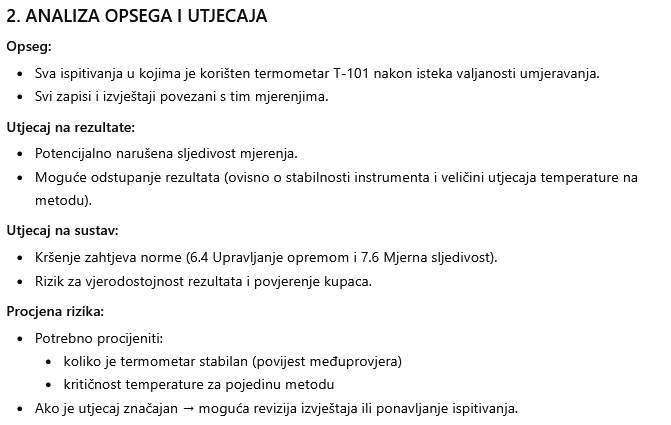 2. ANALIZA OPSEGA I UTJECAJA
Opseg:
• Sva ispitivanja u kojima je korišten termometar T-101 nakon isteka valjanosti umjeravanja.
• Svi zapisi i izvještaji povezani s tim mjerenjima.
Utjecaj na rezultate:
• Potencijalno narušena sljedivost mjerenja.
• Moguće odstupanje rezultata (ovisno o stabilnosti instrumenta i veličini utjecaja temperature na
metodu).
Utjecaj na sustav:
• Kršenje zahtjeva norme (6.4 Upravljanje opremom i 7.6 Mjerna sljedivost).
• Rizik za vjerodostojnost rezultata i povjerenje kupaca.
Procjena rizika:
• Potrebno procijeniti:
• koliko je termometar stabilan (povijest međuprovjera)
• kritičnost temperature za pojedinu metodu
• Ako je utjecaj značajan → moguća revizija izvještaja ili ponavljanje ispitivanja.